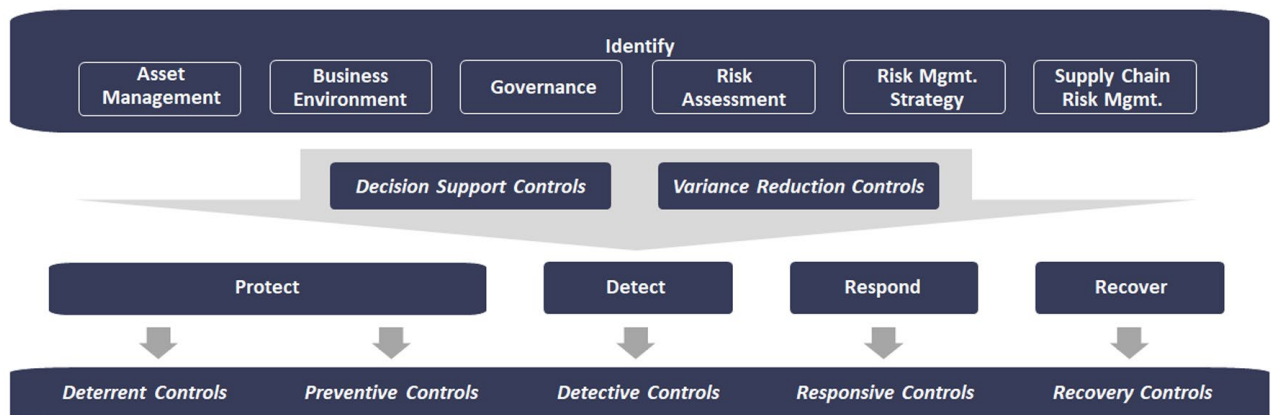 Identify
Asset
Management
Business
Environment
Governance
Risk
Assessment
Risk Mgmt.
Strategy
Supply Chain
Risk Mgmt.
Decision Support Controls
Variance Reduction Controls
Protect
Detect
Respond
Recover
Deterrent Controls
Preventive Controls
Detective Controls
Responsive Controls
Recovery Controls